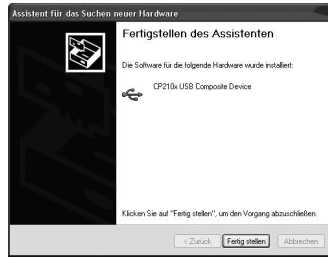 Assistent für das Suchen neuer Hardware
Fertigstellen des Assistenten
Die Software für die folgende Hardware wurde installiert:
CP210x USB Composite Device
Klicken Sie auf "Fertig stellen", um den Vorgang abzuschließen.
< Zurück Fertig stellen Abbrechen